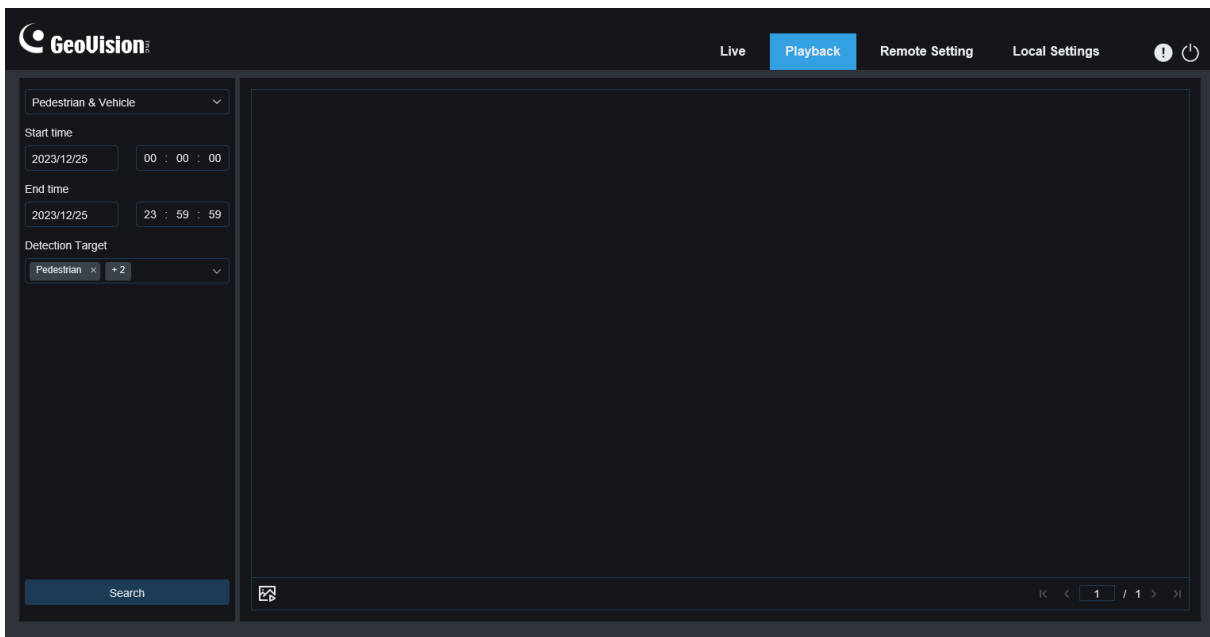 GeoVision
Live Playback Remote Setting Local Settings
Pedestrian & Vehicle
Start time
2023/12/25 00 : 00 : 00
End time
2023/12/25 23 : 59 : 59
Detection Target
Pedestrian × + 2
Search
1 / 1